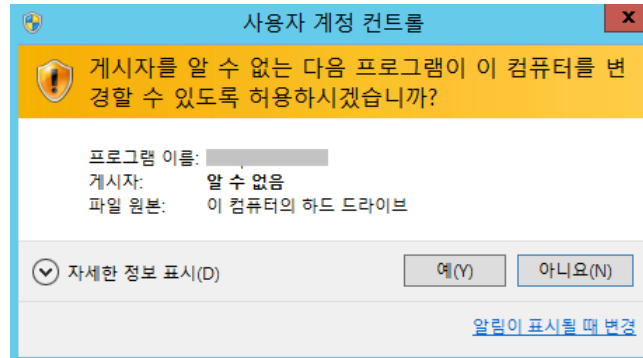 사용자 계정 컨트롤
x
게시자를 알 수 없는 다음 프로그램이 이 컴퓨터를 변
경할 수 있도록 허용하시겠습니까?
프로그램 이름:
게시자: 알 수 없음
파일 원본: 이 컴퓨터의 하드 드라이브
자세한 정보 표시(D)
예(Y) 아니요(N)
알림이 표시될 때 변경